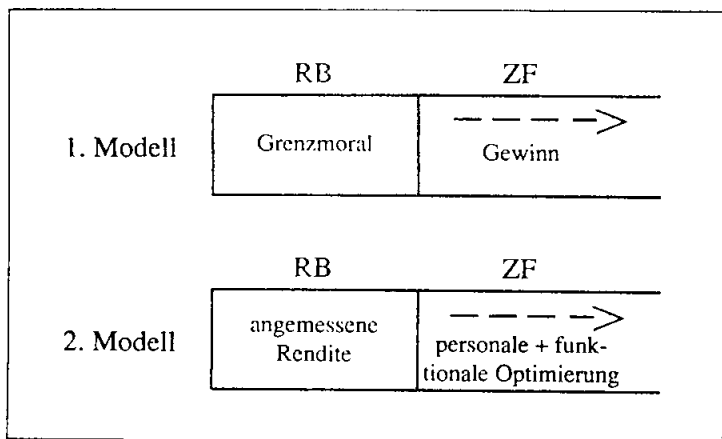 RB ZF
1. Modell Grenzmoral Gewinn
RB ZF
2. Modell angemessene Rendite personale + funk-
tionale Optimierung